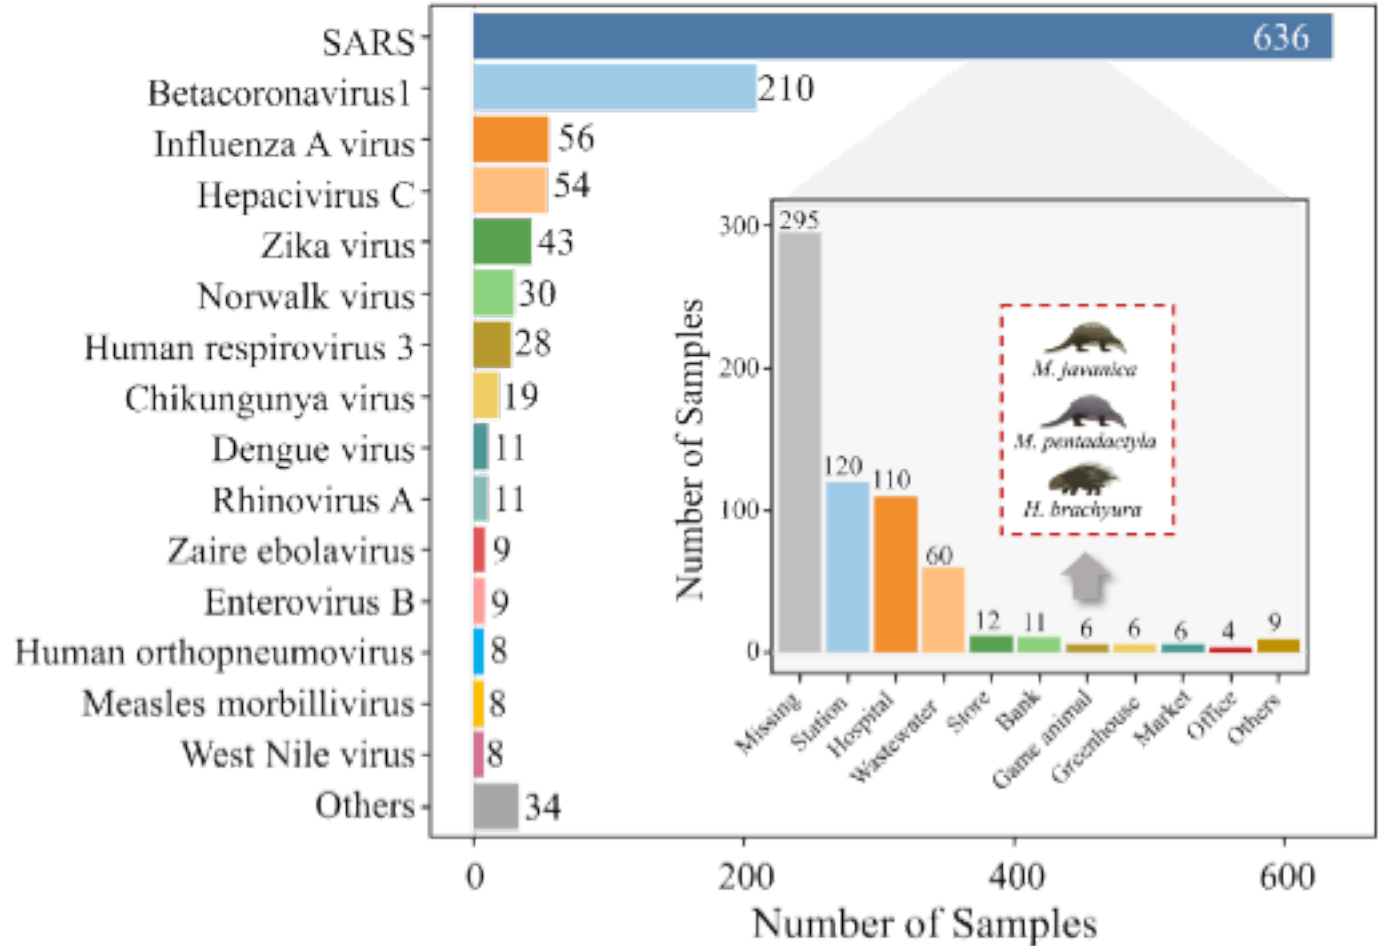 SARS 636
Betacoronavirus1 210
Influenza A virus 56
Hepacivirus C 54
Zika virus 43
Norwalk virus 30
Human respirovirus 3 28
Chikungunya virus 19
Dengue virus 11
Rhinovirus A 11
Zaire ebolavirus 9
Enterovirus B 9
Human orthopneumovirus 8
Measles morbillivirus 8
West Nile virus 8
Others 34
0 200 400 600
Number of Samples
Number of Samples
300
200
100
0
295
120
110
60
12
11
6
6
6
4
9
M. javanica
M. pentadactyla
H. brachyura
Missing
Station
Hospital
Wastewater
Store
Bank
Game animal
Greenhouse
Market
Office
Others